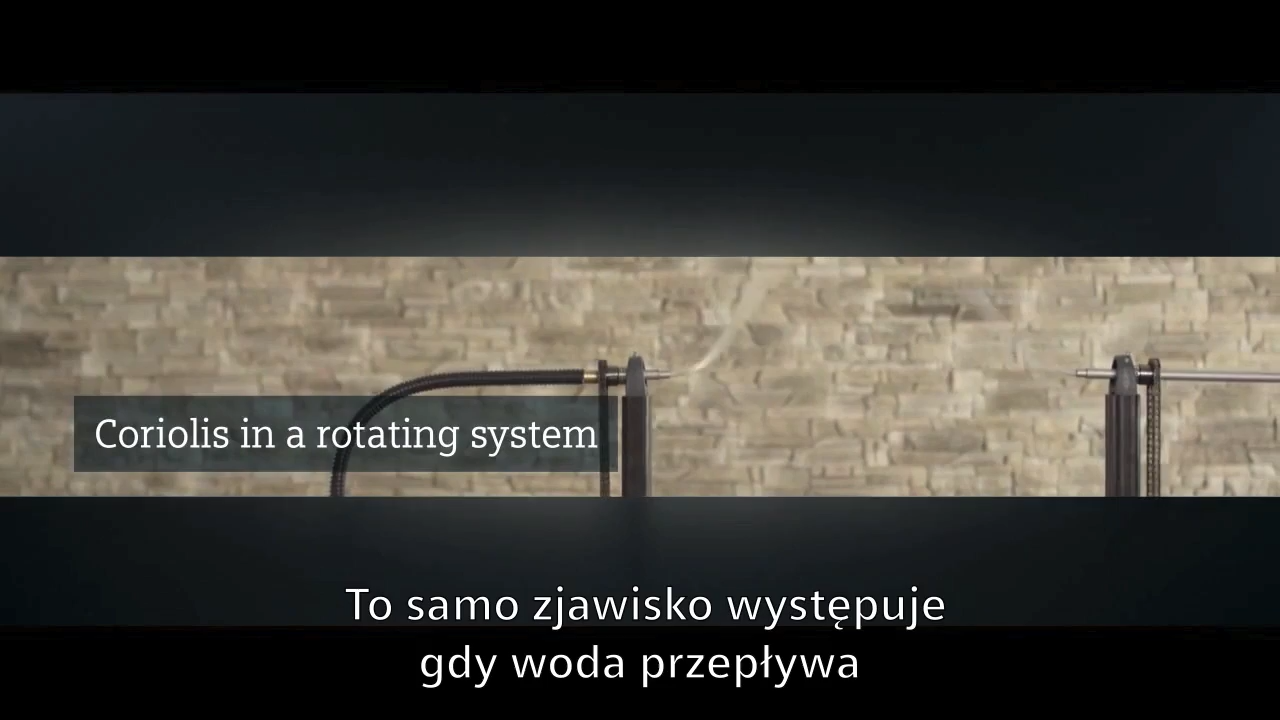 Coriolis in a rotating system
To samo zjawisko występuje
gdy woda przepływa